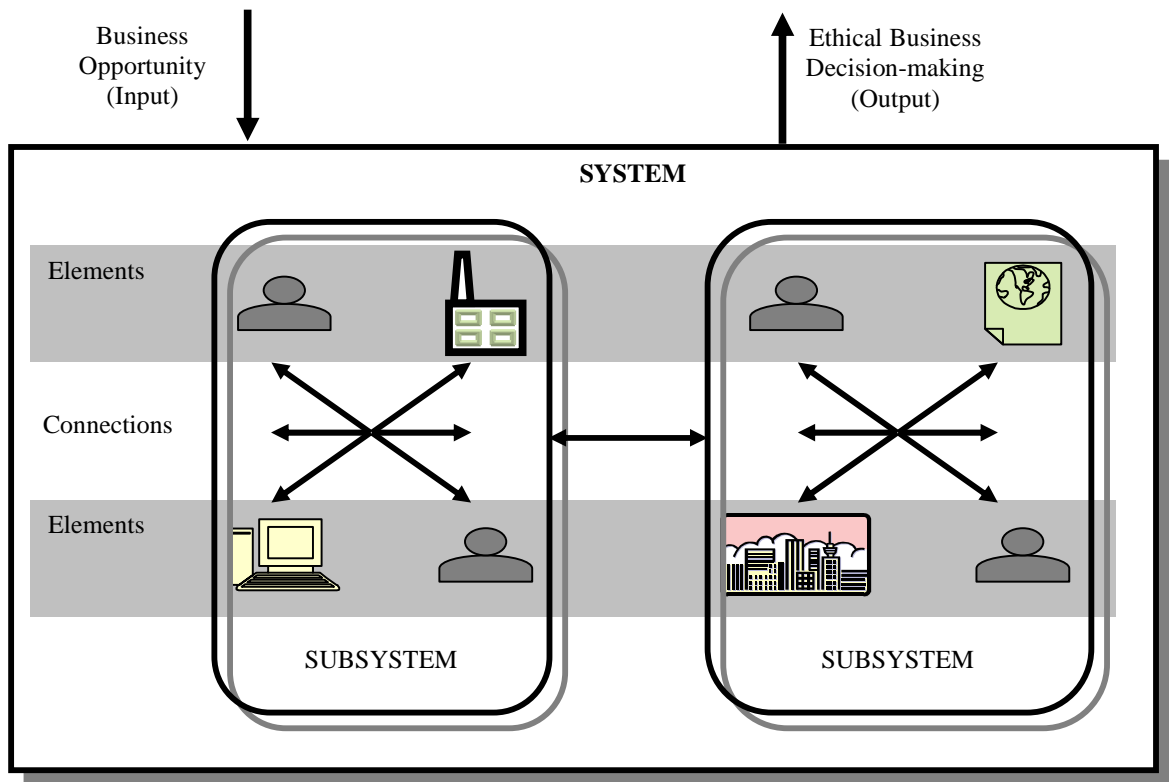 Business
Opportunity
(Input)
Ethical Business
Decision-making
(Output)
SYSTEM
Elements
Connections
Elements
SUBSYSTEM
SUBSYSTEM